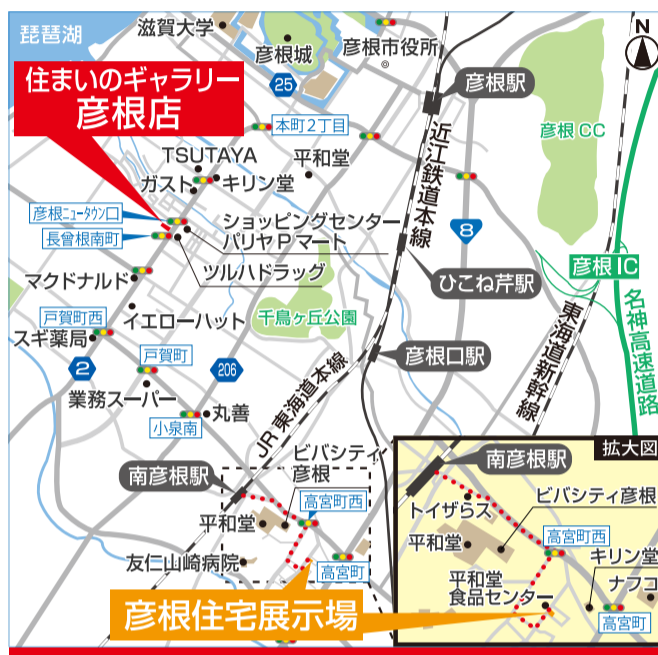 琵琶湖
滋賀大学
彦根城
彦根市役所
N
25
住まいのギャラリー
彦根店
彦根駅
本町2丁目
彦根CC
TSUTAYA
平和堂
ガスト
キリン堂
近江鉄道本線
彦根ニュータウン口
ショッピングセンター
パリヤPマート
8
長曾根南町
ツルハドラッグ
彦根IC
マクドナルド
ひこね芹駅
イエローハット
千鳥ヶ丘公園
東海道新幹線
名神高速道路
戸賀町西
スギ薬局
彦根口駅
2
戸賀町
206
業務スーパー
丸善
小泉南
JR東海道本線
ビバシティ
彦根
南彦根駅
高宮町西
平和堂
友仁山崎病院
高宮町
彦根住宅展示場
拡大図
南彦根駅
トイザらス
ビバシティ彦根
平和堂
高宮町西
キリン堂
平和堂
食品センター
ナフコ
高宮町